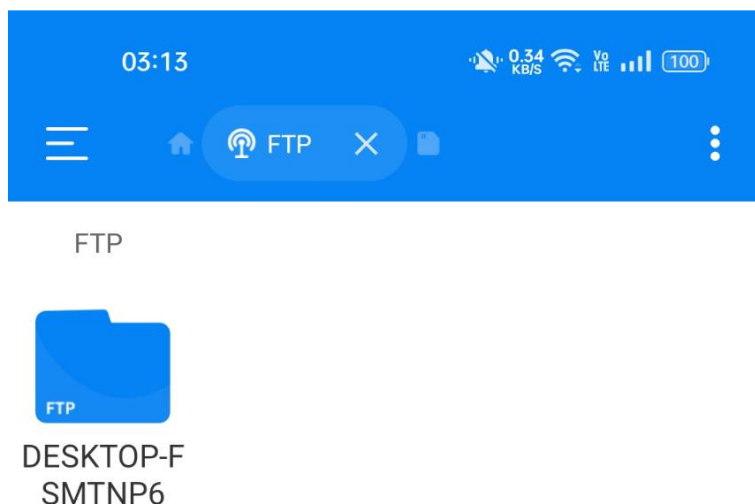 03:13
0.34
KB/S
Vo
LTE
100
FTP
FTP
FTP
DESKTOP-F
SMTNP6